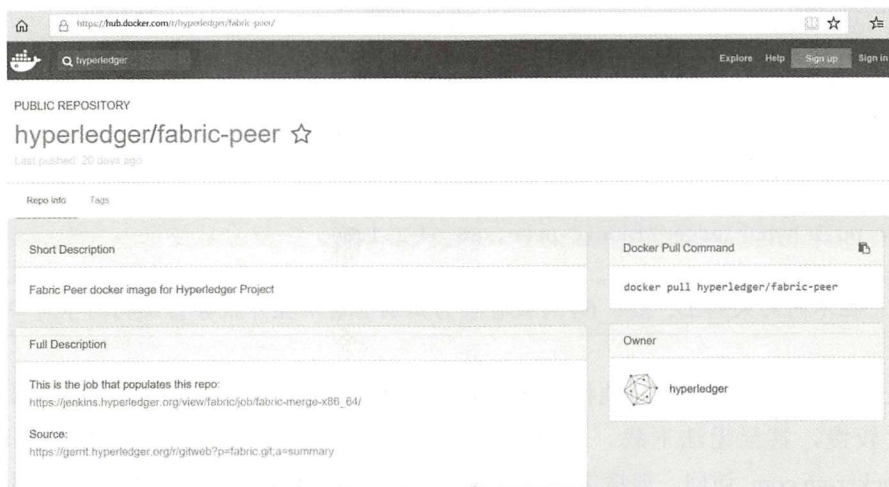 https://hub.docker.com/r/hyperledger/fabric-peer/
hyperledger
Explore Help Sign up Sign in
PUBLIC REPOSITORY
hyperledger/fabric-peer
Last pushed: 20 days ago
Repo Info Tags
Short Description
Fabric Peer docker image for Hyperledger Project
Full Description
This is the job that populates this repo:
https://jenkins.hyperledger.org/view/fabric/job/fabric-merge-x86_64/
Source:
https://gerrit.hyperledger.org/r/gitweb?p=fabric.git;a=summary
Docker Pull Command
docker pull hyperledger/fabric-peer
Owner
hyperledger